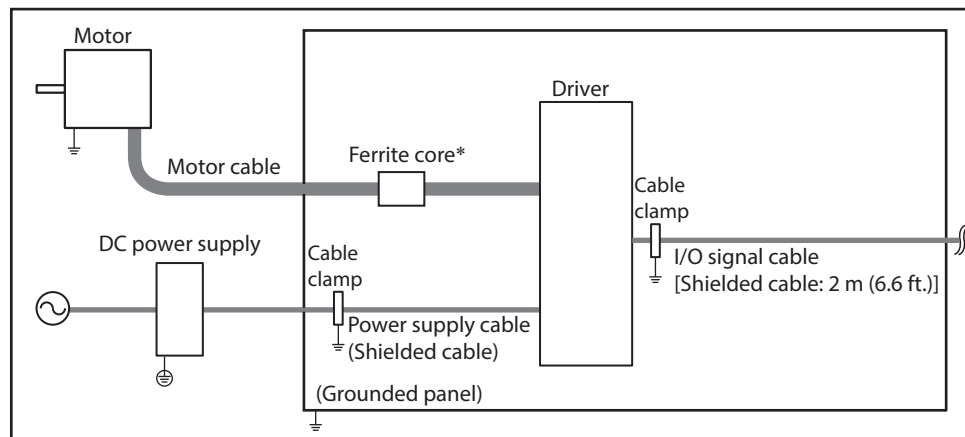 Motor
Driver
Motor cable
Ferrite core*
Cable
clamp
DC power supply
Cable
clamp
I/O signal cable
[Shielded cable: 2 m (6.6 ft.)]
Power supply cable
(Shielded cable)
(Grounded panel)